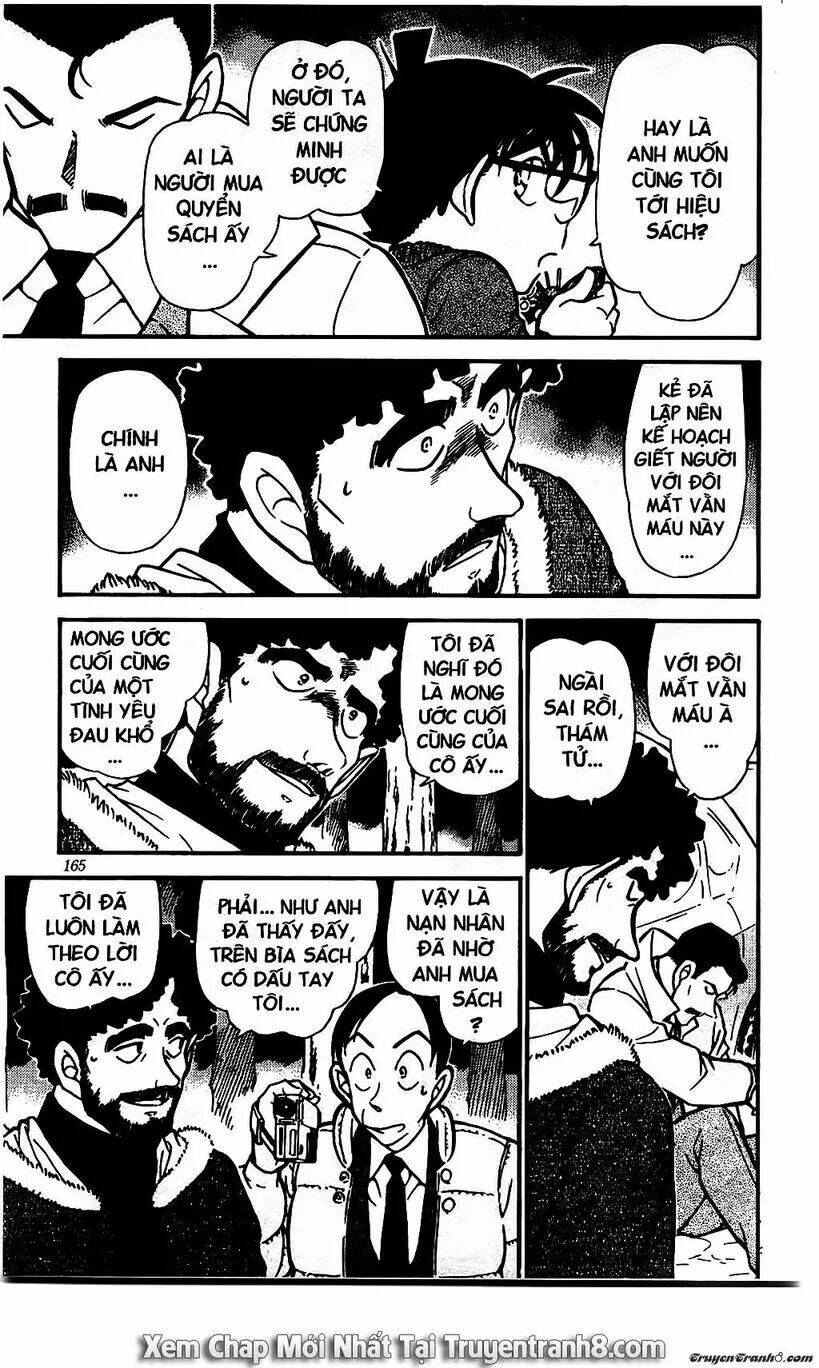 HAY LÀ
ANH MUỐN
CÙNG TÔI
TỚI HIỆU
SÁCH?
Ở ĐÓ,
NGƯỜI TA
SẼ CHỨNG
MINH
ĐƯỢC
AI LÀ
NGƯỜI MUA
QUYỂN
SÁCH ẤY
...
KẺ ĐÃ
LẬP NÊN
KẾ HOẠCH
GIẾT NGƯỜI
VỚI ĐÔI
MẮT VẰN
MÁU NÀY
...
CHÍNH
LÀ ANH
...
VỚI ĐÔI
MẮT VẰN
MÁU À
...
NGÀI
SAI RỒI,
THÁM
TỬ...
TÔI ĐÃ
NGHĨ ĐÓ
LÀ MONG
ƯỚC CUỐI
CÙNG CỦA
CÔ ẤY...
MONG ƯỚC
CUỐI CÙNG
CỦA MỘT
TÌNH YÊU
ĐAU KHỔ
...
165
VẬY LÀ
NẠN NHÂN
ĐÃ NHỜ
ANH MUA
SÁCH
?
PHẢI... NHƯ ANH
ĐÃ THẤY ĐẤY,
TRÊN BÌA SÁCH
CÓ DẤU TAY
TÔI...
TÔI ĐÃ
LUÔN LÀM
THEO LỜI
CÔ ẤY...
Xem Chap Mới Nhất Tại Truyentranh8.com
TruyenTranh8.com